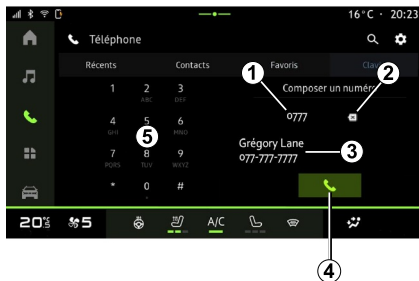 16°C · 20:23
Téléphone
Récents Contacts Favoris Clav
1 2 3
ABC DEF
Composer un numéro
1 2
0777
4 5 6
GHI MNO
5
Grégory Lane
077-777-7777
3
7 8 9
PQRS TUV WXYZ
* 0 #
20.5 5 A/C
4